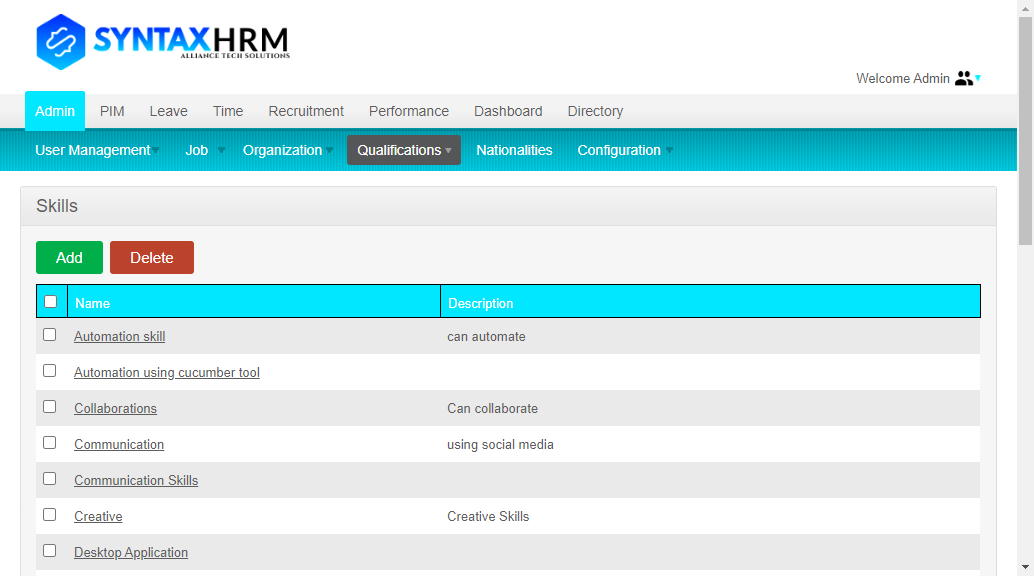 SYNTAXHRM
ALLIANCE TECH SOLUTIONS
Welcome Admin
Admin PIM Leave Time Recruitment Performance Dashboard Directory
User Management Job Organization Qualifications Nationalities Configuration
Skills
Add Delete
Name Description
Automation skill can automate
Automation using cucumber tool
Collaborations Can collaborate
Communication using social media
Communication Skills
Creative Creative Skills
Desktop Application